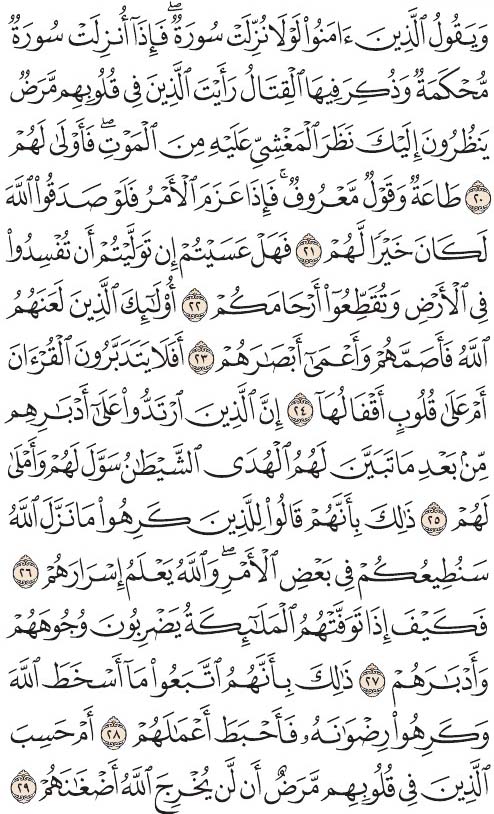 وَيَقُولُ ٱلَّذِينَ ءَامَنُوا۟ لَوْلَا نُزِّلَتْ سُورَةٌ ۖ فَإِذَآ أُنزِلَتْ سُورَةٌ
مُّحْكَمَةٌ وَذُكِرَ فِيهَا ٱلْقِتَالُ رَأَيْتَ ٱلَّذِينَ فِى قُلُوبِهِم مَّرَضٌ
يَنظُرُونَ إِلَيْكَ نَظَرَ ٱلْمَغْشِىِّ عَلَيْهِ مِنَ ٱلْمَوْتِ ۖ فَأَوْلَىٰ لَهُمْ
٢٠ طَاعَةٌ وَقَوْلٌ مَّعْرُوفٌ ۚ فَإِذَا عَزَمَ ٱلْأَمْرُ فَلَوْ صَدَقُوا۟ ٱللَّهَ
لَكَانَ خَيْرًا لَّهُمْ ٢١ فَهَلْ عَسَيْتُمْ إِن تَوَلَّيْتُمْ أَن تُفْسِدُوا۟
فِى ٱلْأَرْضِ وَتُقَطِّعُوٓا۟ أَرْحَامَكُمْ ٢٢ أُو۟لَٰٓئِكَ ٱلَّذِينَ لَعَنَهُمُ
ٱللَّهُ فَأَصَمَّهُمْ وَأَعْمَىٰٓ أَبْصَٰرَهُمْ ٢٣ أَفَلَا يَتَدَبَّرُونَ ٱلْقُرْءَانَ
أَمْ عَلَىٰ قُلُوبٍ أَقْفَالُهَآ ٢٤ إِنَّ ٱلَّذِينَ ٱرْتَدُّوا۟ عَلَىٰٓ أَدْبَٰرِهِم
مِّنۢ بَعْدِ مَا تَبَيَّنَ لَهُمُ ٱلْهُدَى ٱلشَّيْطَٰنُ سَوَّلَ لَهُمْ وَأَمْلَىٰ
لَهُمْ ٢٥ ذَٰلِكَ بِأَنَّهُمْ قَالُوا۟ لِلَّذِينَ كَرِهُوا۟ مَا نَزَّلَ ٱللَّهُ
سَنُطِيعُكُمْ فِى بَعْضِ ٱلْأَمْرِ ۖ وَٱللَّهُ يَعْلَمُ إِسْرَارَهُمْ ٢٦
فَكَيْفَ إِذَا تَوَفَّتْهُمُ ٱلْمَلَٰٓئِكَةُ يَضْرِبُونَ وُجُوهَهُمْ
وَأَدْبَٰرَهُمْ ٢٧ ذَٰلِكَ بِأَنَّهُمُ ٱتَّبَعُوا۟ مَآ أَسْخَطَ ٱللَّهَ
وَكَرِهُوا۟ رِضْوَٰنَهُۥ فَأَحْبَطَ أَعْمَٰلَهُمْ ٢٨ أَمْ حَسِبَ
ٱلَّذِينَ فِى قُلُوبِهِم مَّرَضٌ أَن لَّن يُخْرِجَ ٱللَّهُ أَضْغَٰنَهُمْ ٢٩